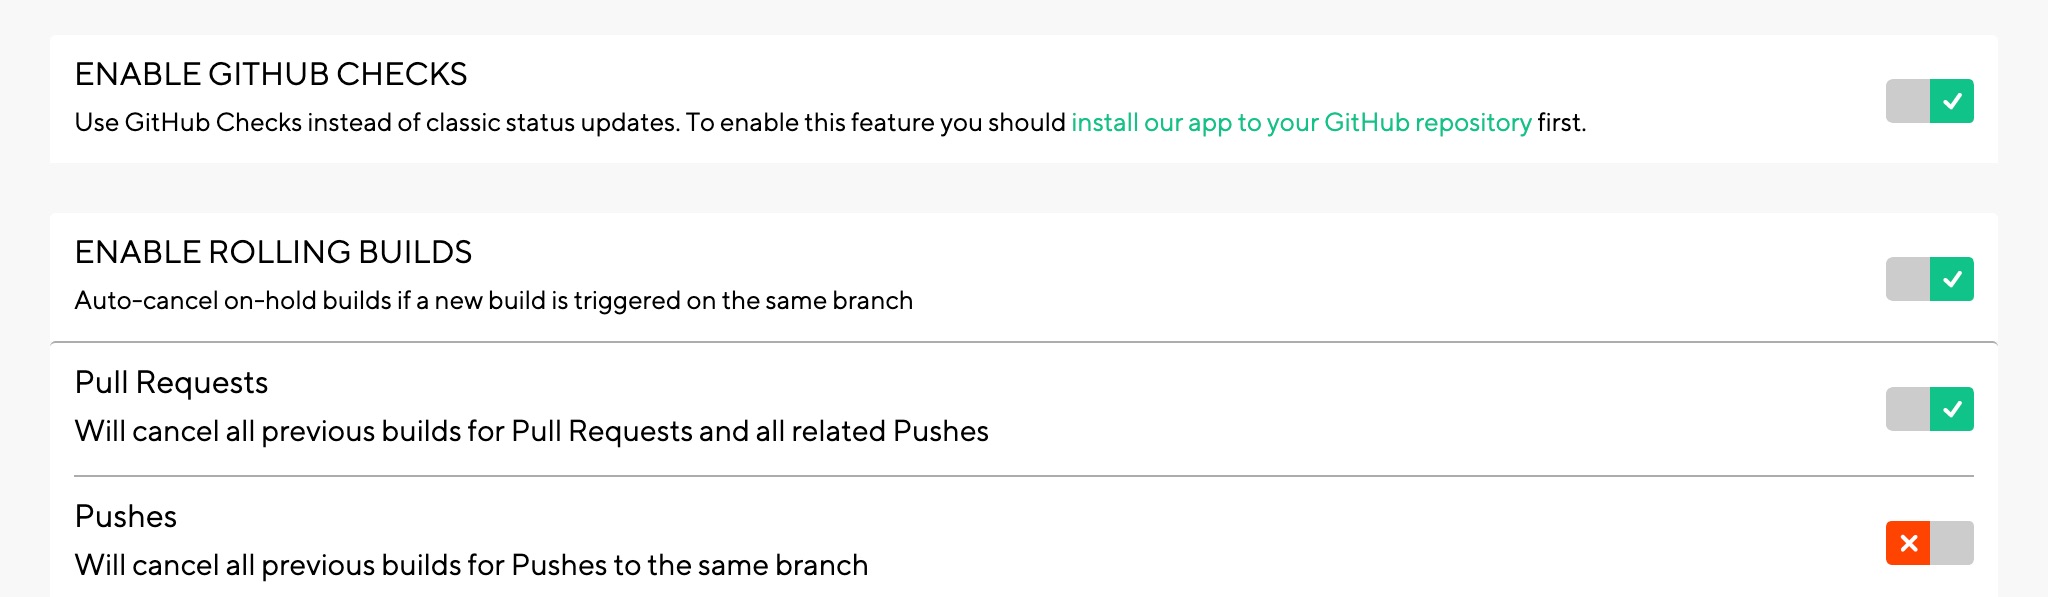 ENABLE GITHUB CHECKS
Use GitHub Checks instead of classic status updates. To enable this feature you should install our app to your GitHub repository first.
ENABLE ROLLING BUILDS
Auto-cancel on-hold builds if a new build is triggered on the same branch
Pull Requests
Will cancel all previous builds for Pull Requests and all related Pushes
Pushes
Will cancel all previous builds for Pushes to the same branch